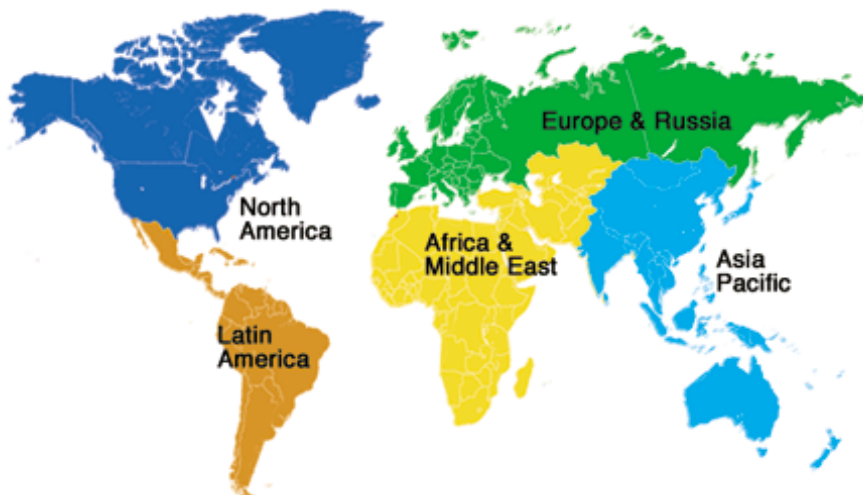 Europe & Russia
North
America
Africa &
Middle East
Asia
Pacific
Latin
America